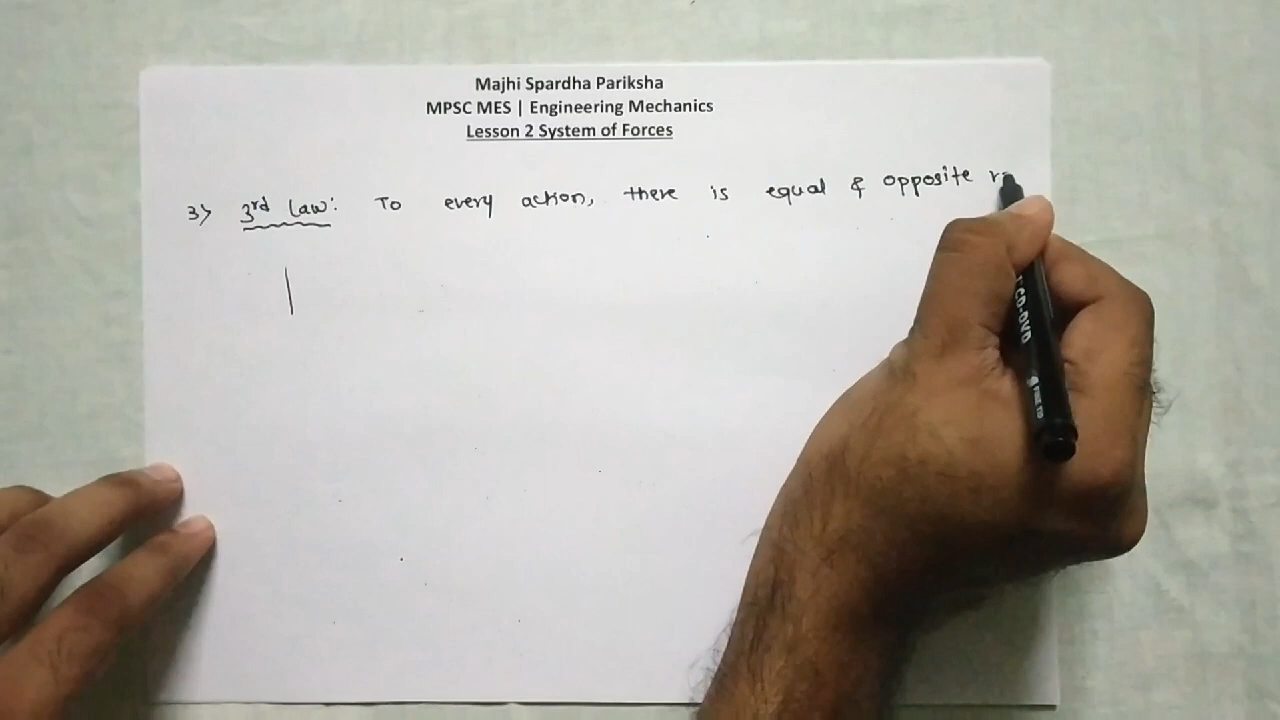 Majhi Spardha Pariksha
MPSC MES | Engineering Mechanics
Lesson 2 System of Forces
3> 3rd Law: To every action, there is equal & opposite